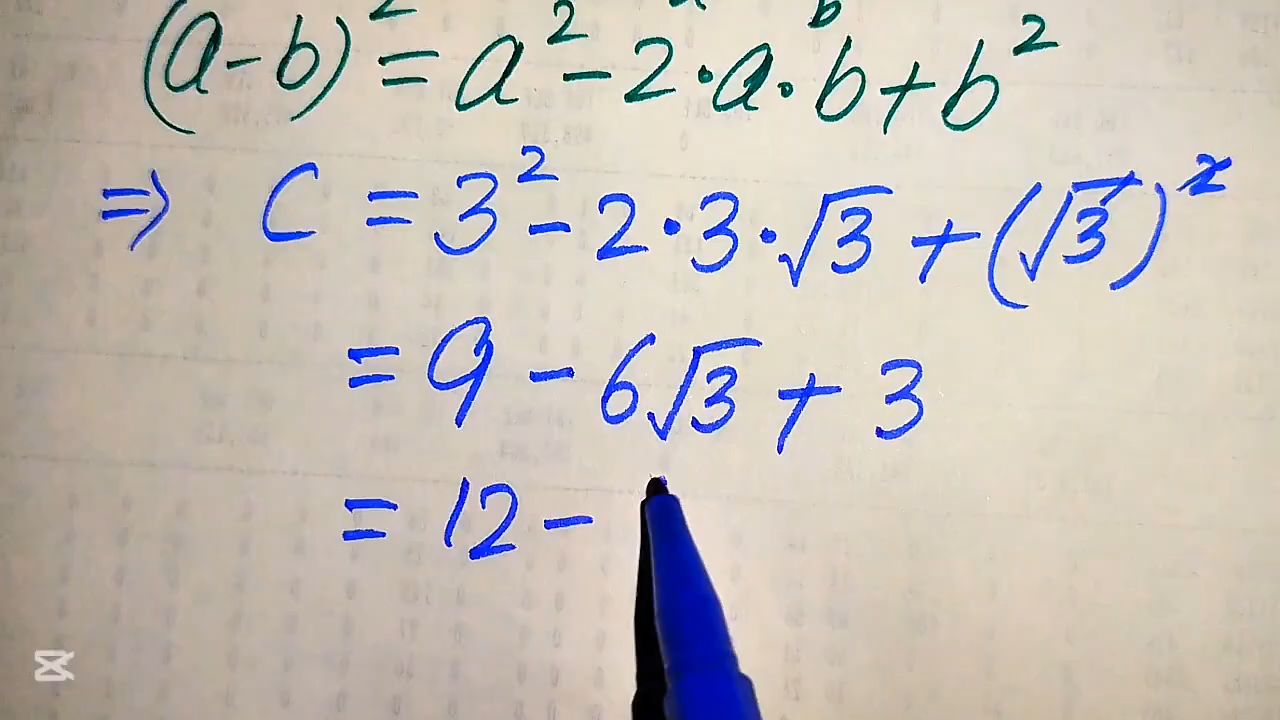 (a-b)² = a² - 2·a·b + b²
⇒ C = 3² - 2·3·√3 + (√3)²
= 9 - 6√3 + 3
= 12 -